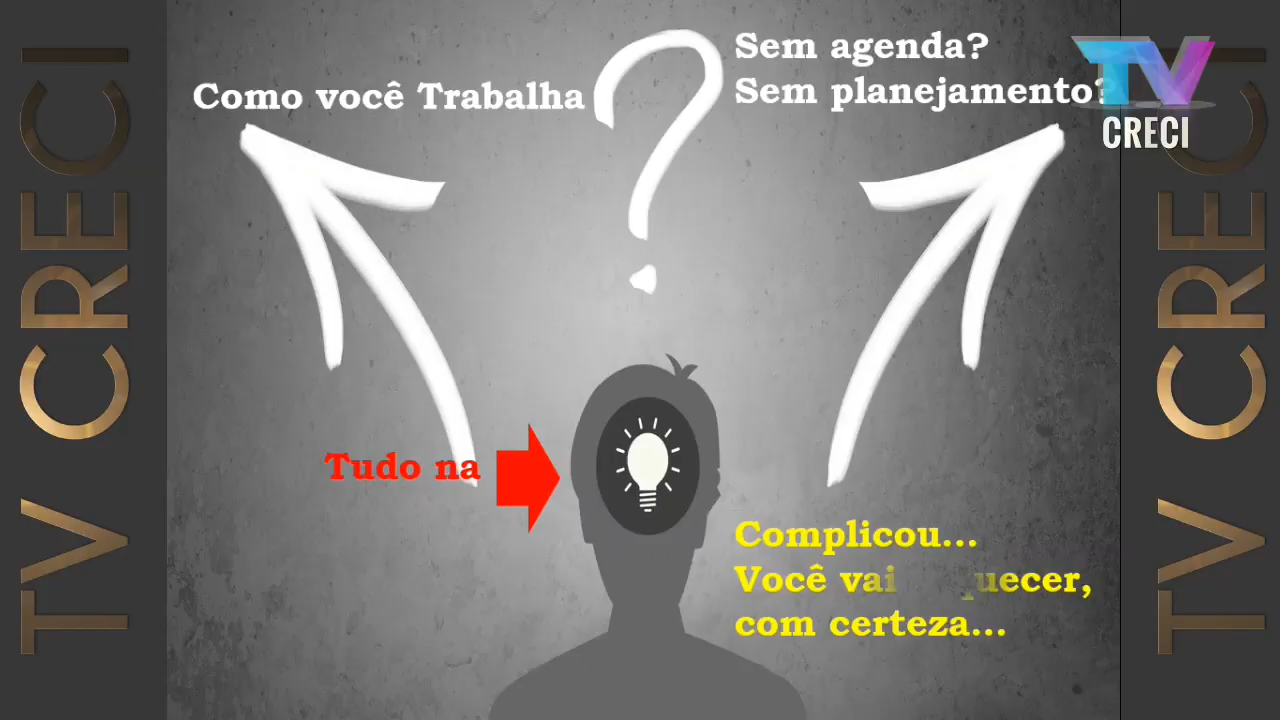 TV CRECI
Como você Trabalha
Sem agenda?
Sem planejamento?
TV
CRECI
Tudo na
Complicou...
Você vai
com certeza...
TV CRECI